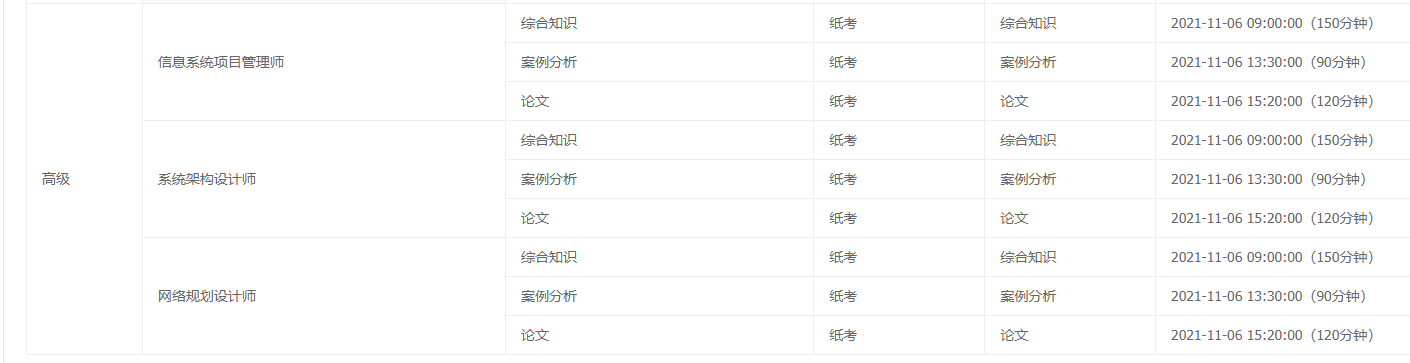 高级
信息系统项目管理师
综合知识 纸考 综合知识 2021-11-06 09:00:00（150分钟）
案例分析 纸考 案例分析 2021-11-06 13:30:00（90分钟）
论文 纸考 论文 2021-11-06 15:20:00（120分钟）
系统架构设计师
综合知识 纸考 综合知识 2021-11-06 09:00:00（150分钟）
案例分析 纸考 案例分析 2021-11-06 13:30:00（90分钟）
论文 纸考 论文 2021-11-06 15:20:00（120分钟）
网络规划设计师
综合知识 纸考 综合知识 2021-11-06 09:00:00（150分钟）
案例分析 纸考 案例分析 2021-11-06 13:30:00（90分钟）
论文 纸考 论文 2021-11-06 15:20:00（120分钟）